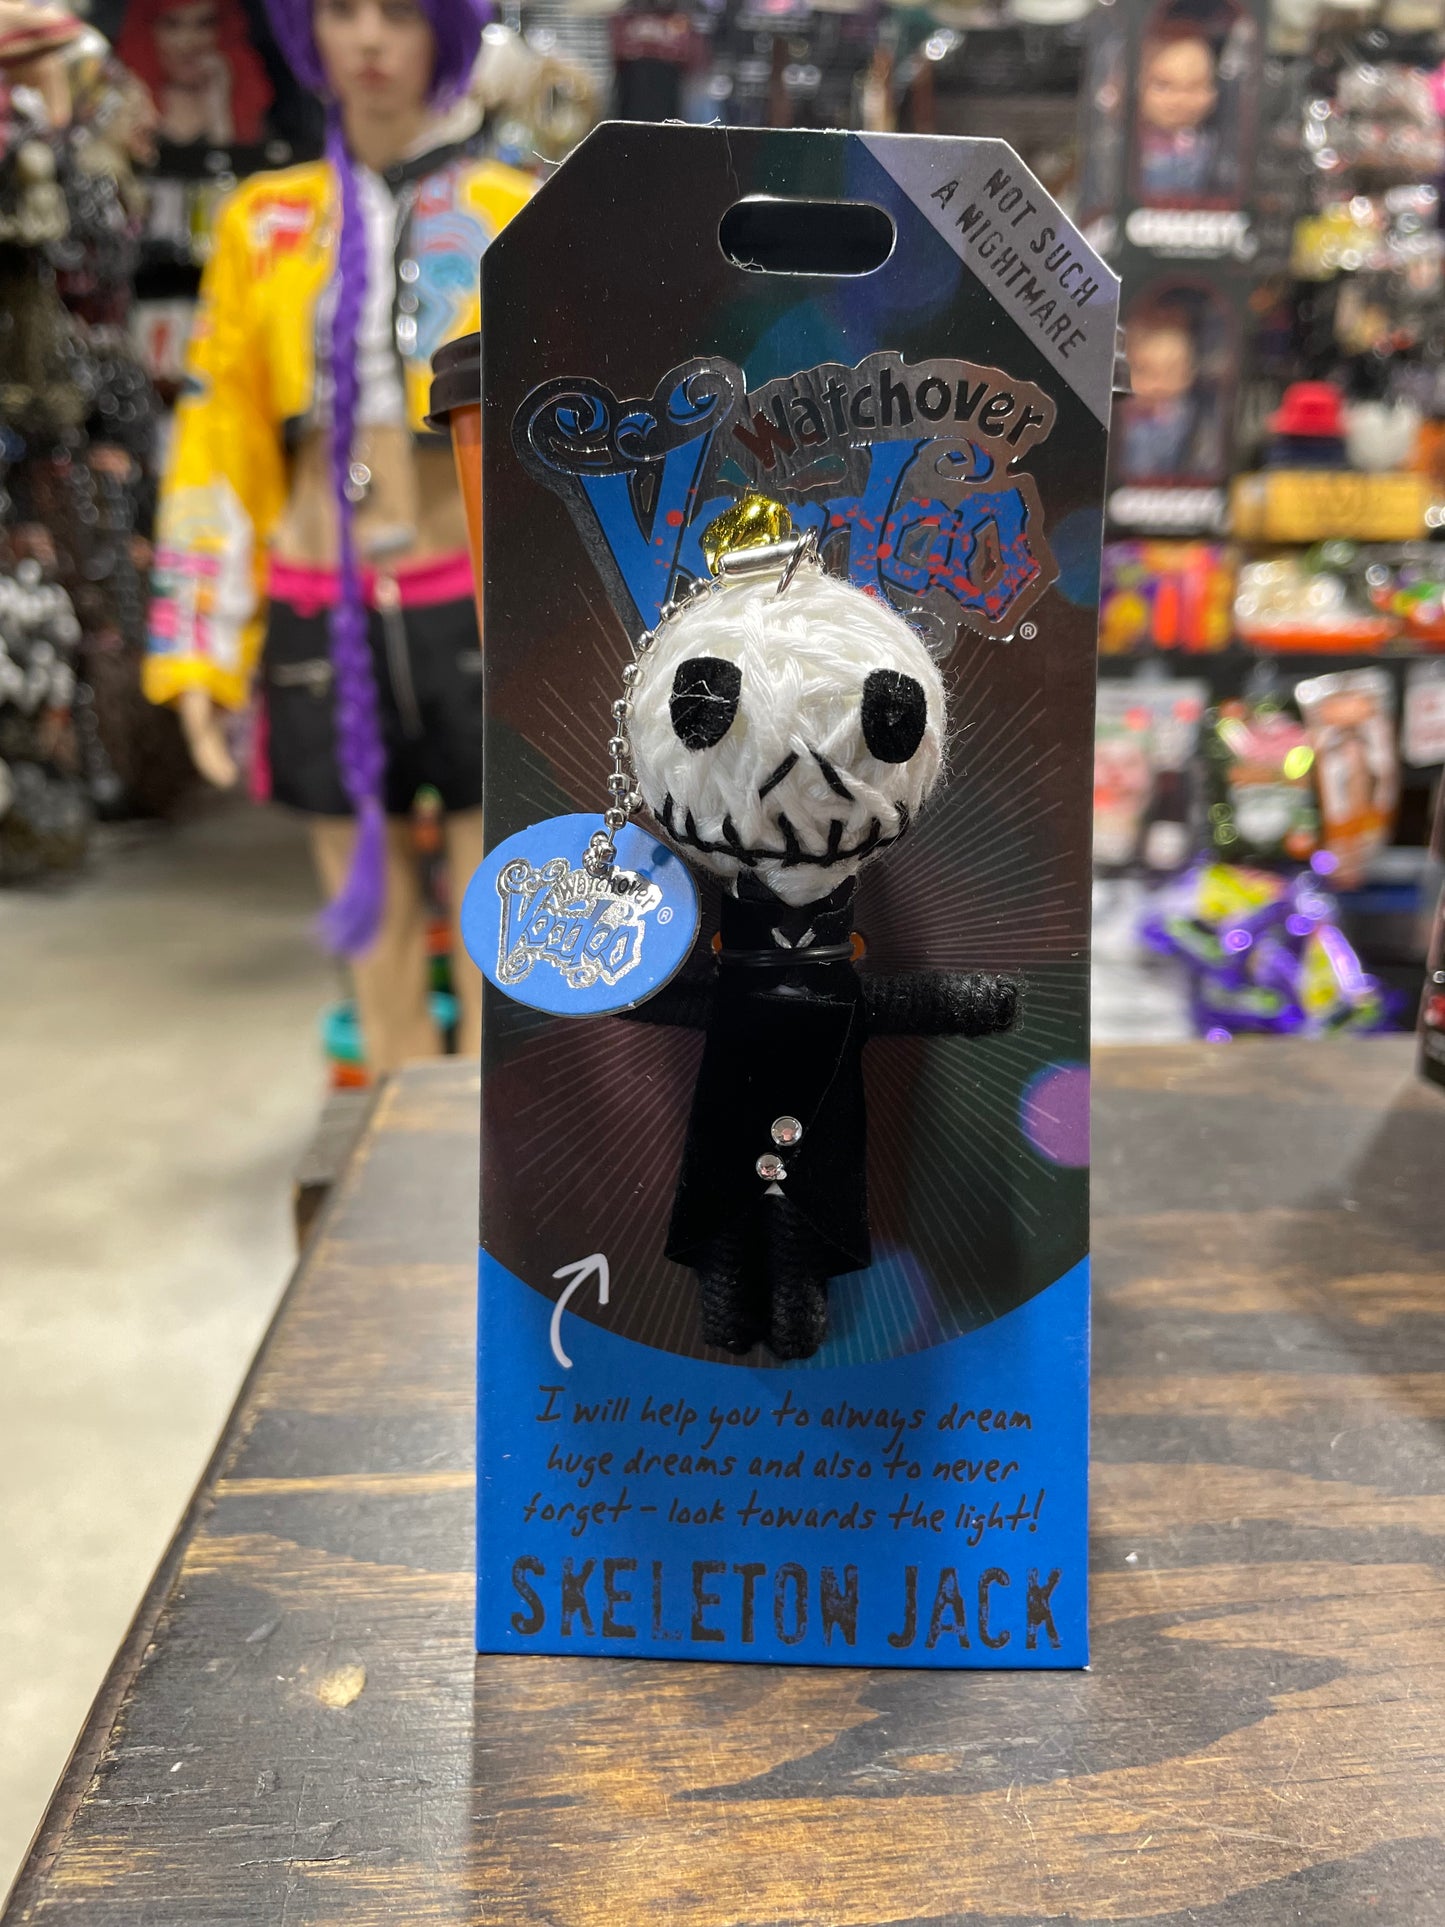 NOT SUCH
A NIGHTMARE
Watchover
Voodoo®
Watchover
Voodoo®
I will help you to always dream
huge dreams and also to never
forget - look towards the light!
SKELETON JACK